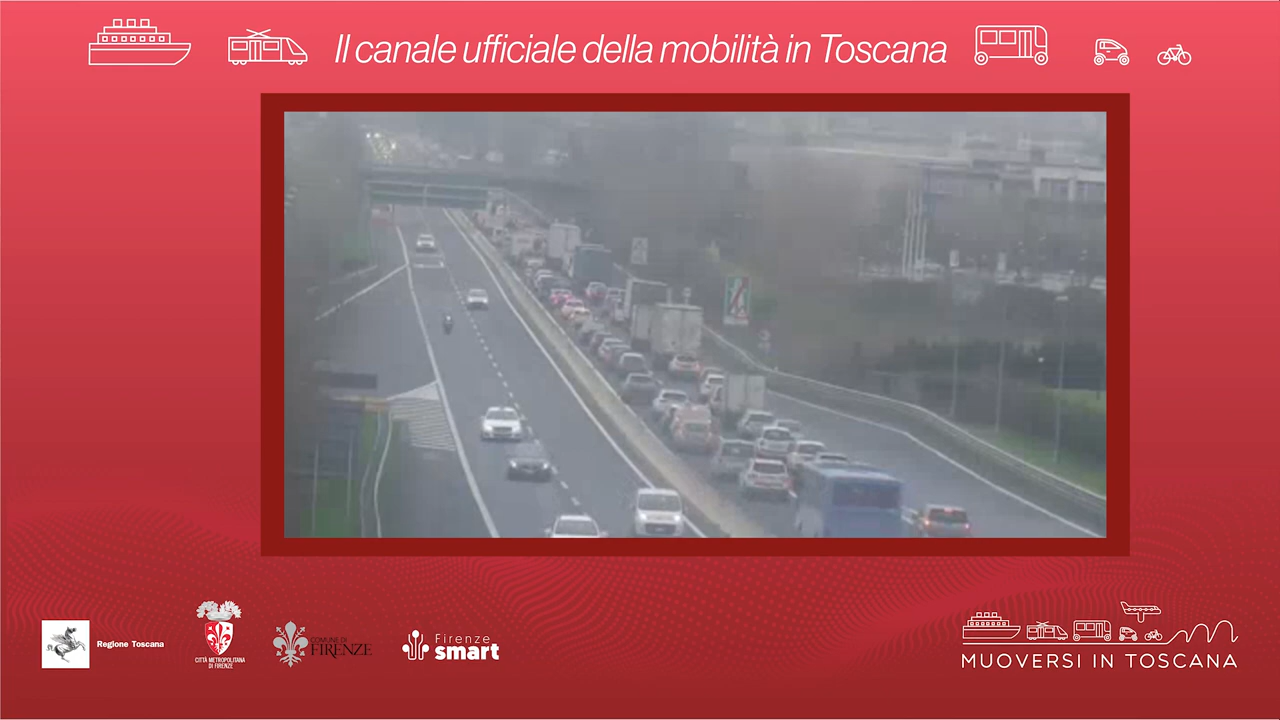 Il canale ufficiale della mobilità in Toscana
Regione Toscana
CITTÀ METROPOLITANA
DI FIRENZE
COMUNE DI
FIRENZE
Firenze
smart
MUOVERSI IN TOSCANA